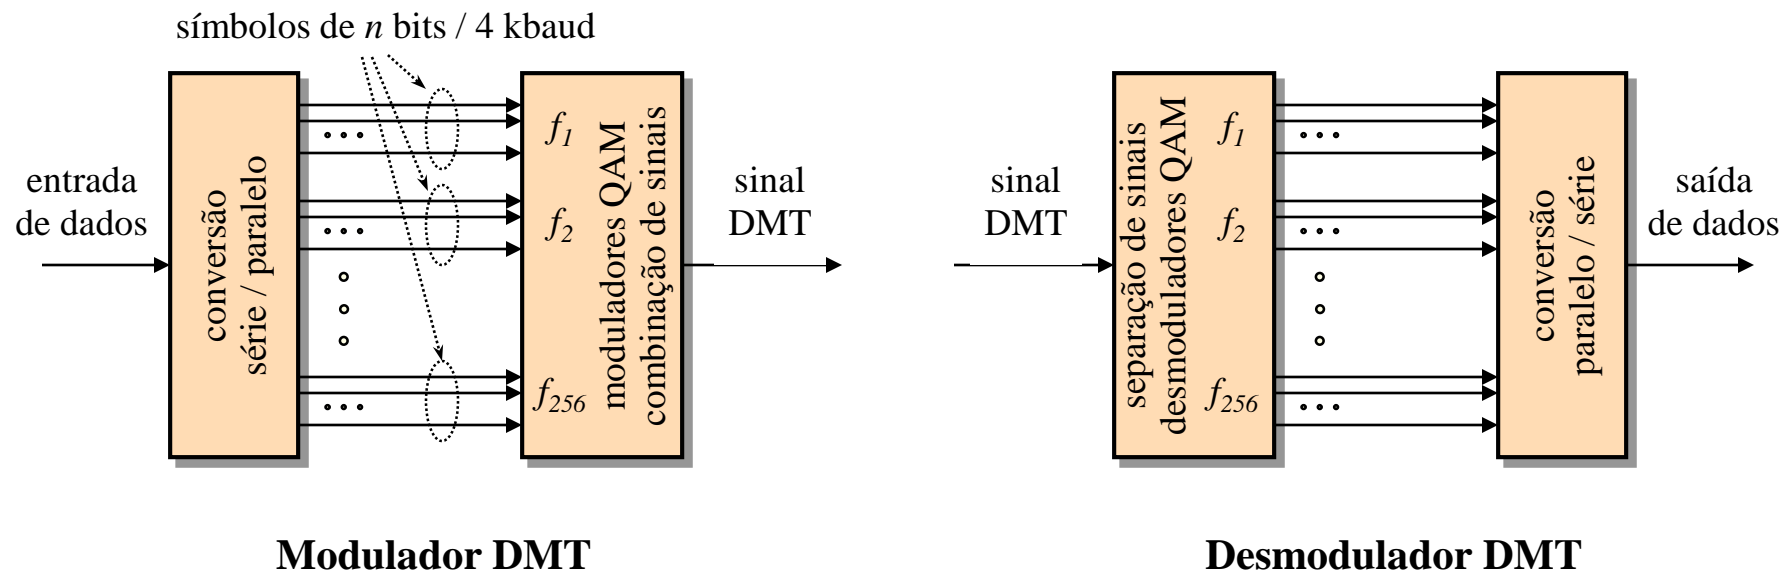 símbolos de n bits / 4 kbaud
entrada
de dados
conversão
série / paralelo
f1
f2
f256
moduladores QAM
combinação de sinais
sinal
DMT
Modulador DMT
sinal
DMT
separação de sinais
desmoduladores QAM
f1
f2
f256
conversão
paralelo / série
saída
de dados
Desmodulador DMT